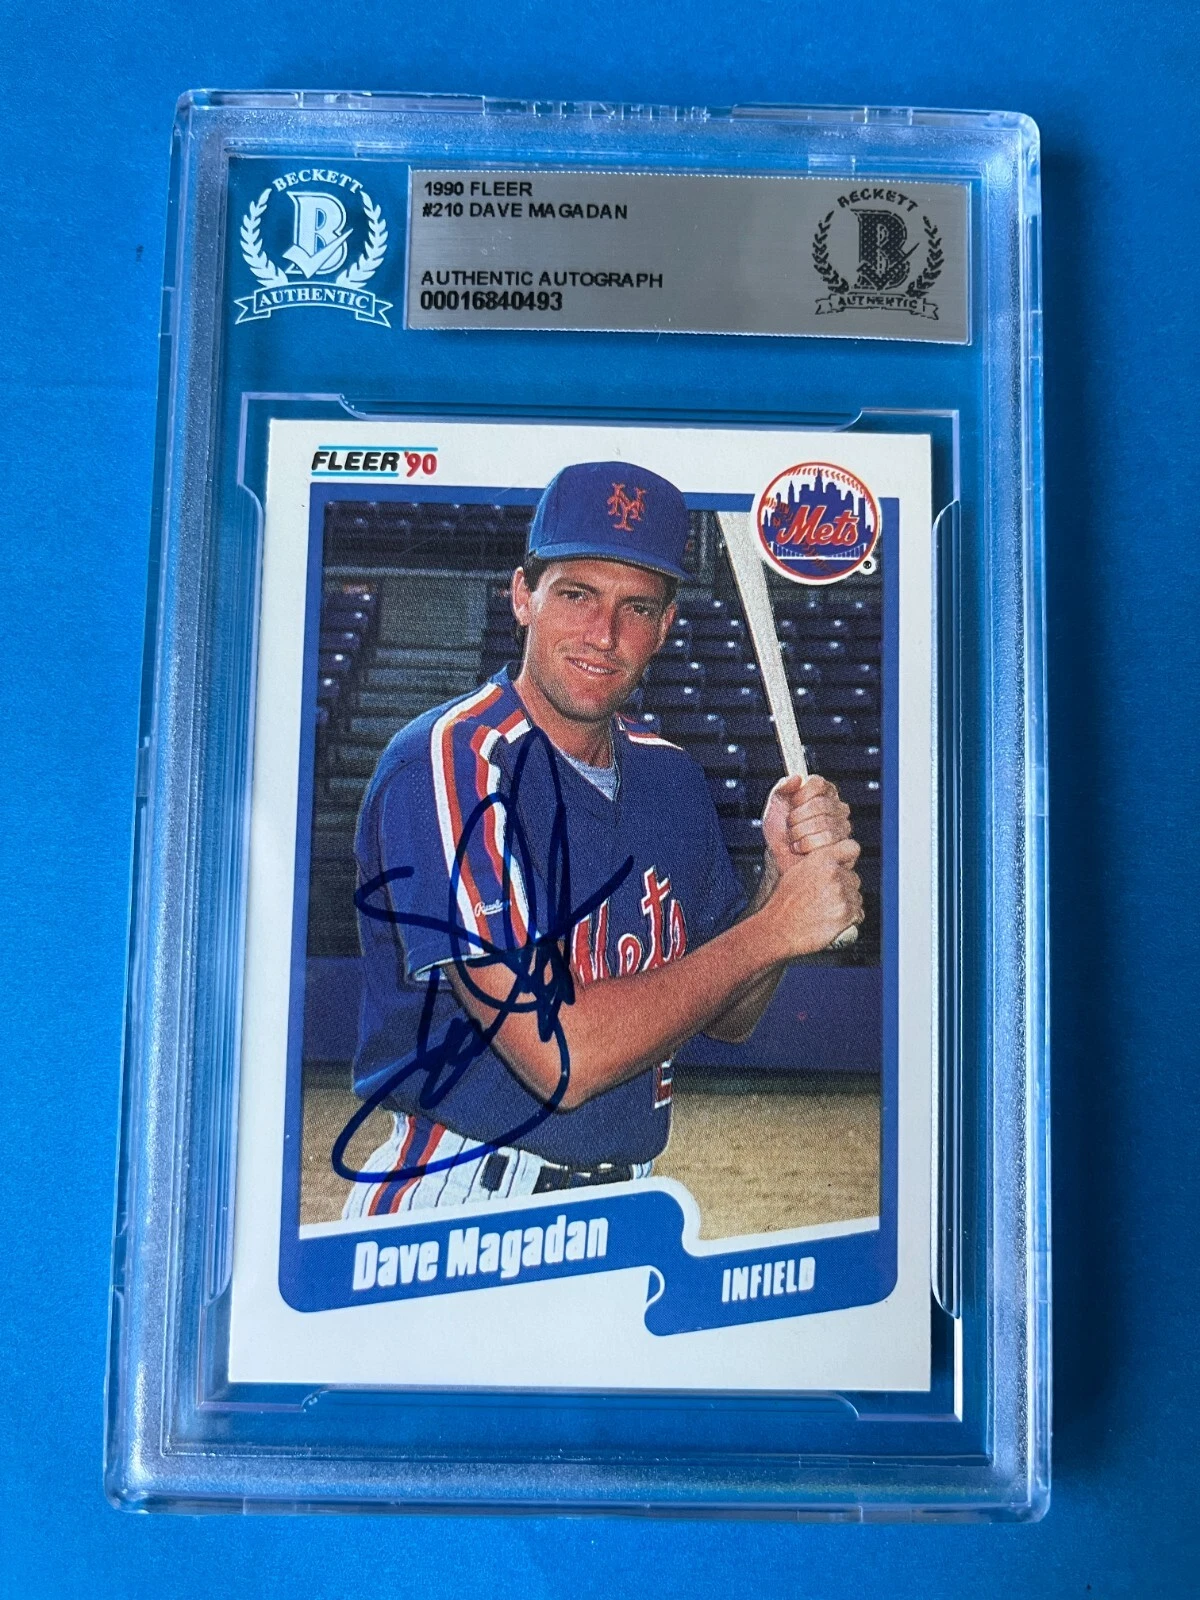 BECKETT
B
AUTHENTIC
1990 FLEER
#210 DAVE MAGADAN
AUTHENTIC AUTOGRAPH
00016840493
BECKETT
B
AUTHENTIC
FLEER '90
NY
Mets
®
Rawlings
Mets
Dave Magadan
INFIELD